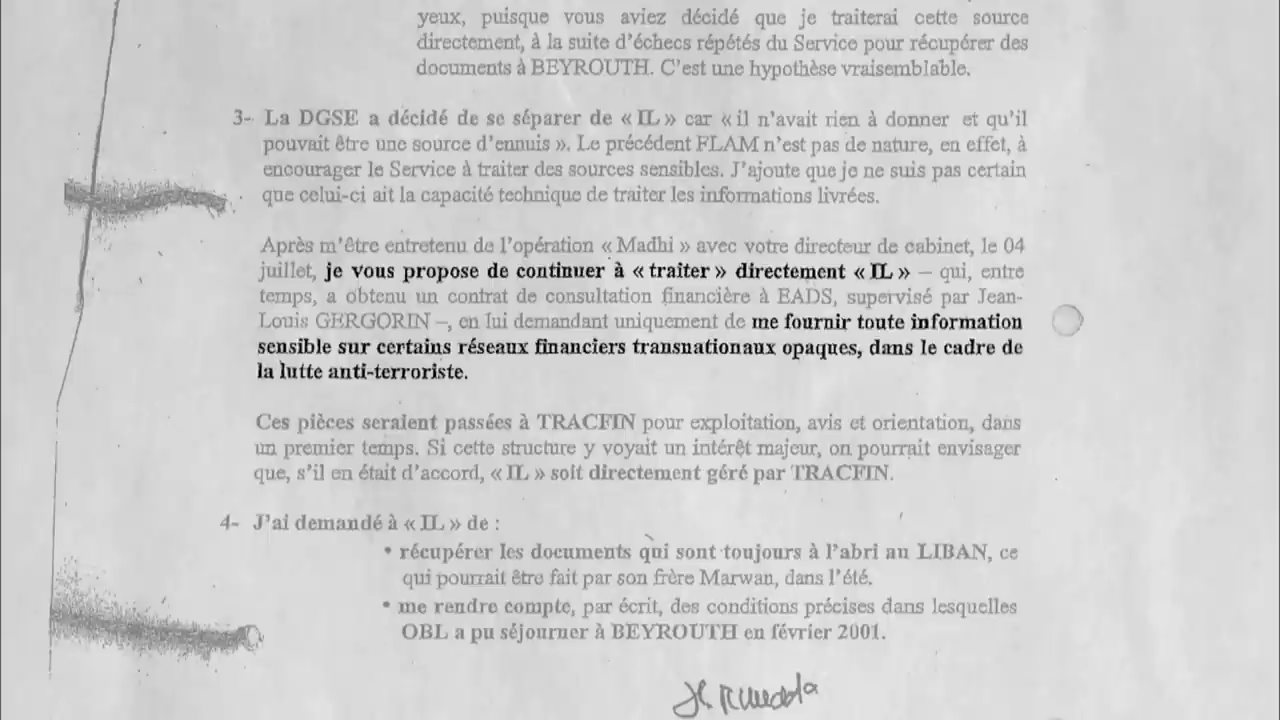 yeux, puisque vous aviez décidé que je traiterai cette source
directement, à la suite d'échecs répétés du Service pour récupérer des
documents à BEYROUTH. C'est une hypothèse vraisemblable.
3- La DGSE a décidé de se séparer de « IL » car « il n'avait rien à donner et qu'il
pouvait être une source d'ennuis ». Le précédent FLAM n'est pas de nature, en effet, à
encourager le Service à traiter des sources sensibles. J'ajoute que je ne suis pas certain
que celui-ci ait la capacité technique de traiter les informations livrées.
Après m'être entretenu de l'opération « Madhi » avec votre directeur de cabinet, le 04
juillet, je vous propose de continuer à « traiter » directement « IL » – qui, entre
temps, a obtenu un contrat de consultation financière à EADS, supervisé par Jean-
Louis GERGORIN –, en lui demandant uniquement de me fournir toute information
sensible sur certains réseaux financiers transnationaux opaques, dans le cadre de
la lutte anti-terroriste.
Ces pièces seraient passées à TRACFIN pour exploitation, avis et orientation, dans
un premier temps. Si cette structure y voyait un intérêt majeur, on pourrait envisager
que, s'il en était d'accord, « IL » soit directement géré par TRACFIN.
4- J'ai demandé à « IL » de :
• récupérer les documents qui sont toujours à l'abri au LIBAN, ce
qui pourrait être fait par son frère Marwan, dans l'été.
• me rendre compte, par écrit, des conditions précises dans lesquelles
OBL a pu séjourner à BEYROUTH en février 2001.